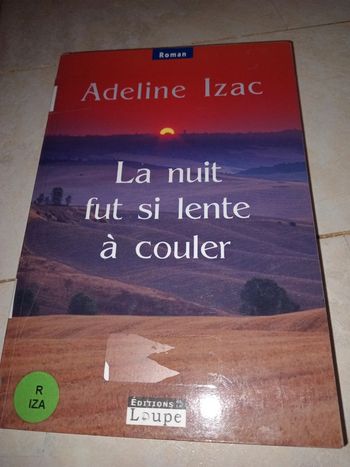 Roman
Adeline Izac
La nuit
fut si lente
à couler
R
IZA
ÉDITIONS
Loupe